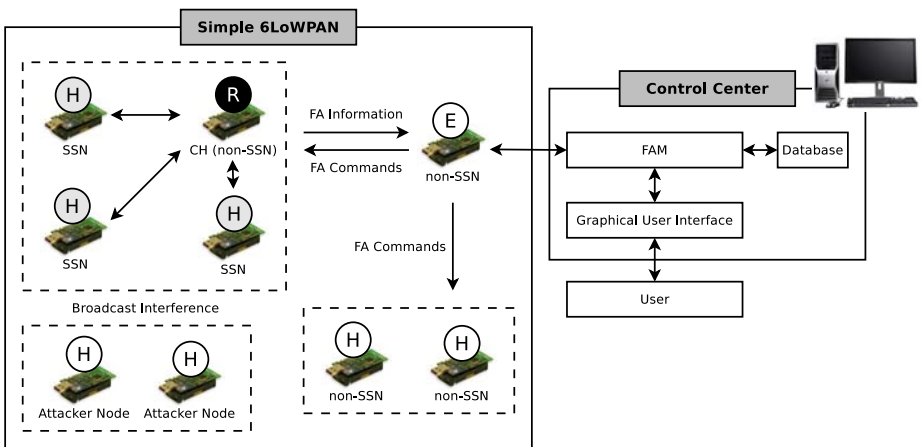 Simple 6LoWPAN
Control Center
H
SSN
R
CH (non-SSN)
H
SSN
H
SSN
FA Information
FA Commands
E
non-SSN
FA Commands
FAM
Database
Graphical User Interface
User
Broadcast Interference
H
Attacker Node
H
Attacker Node
H
non-SSN
H
non-SSN